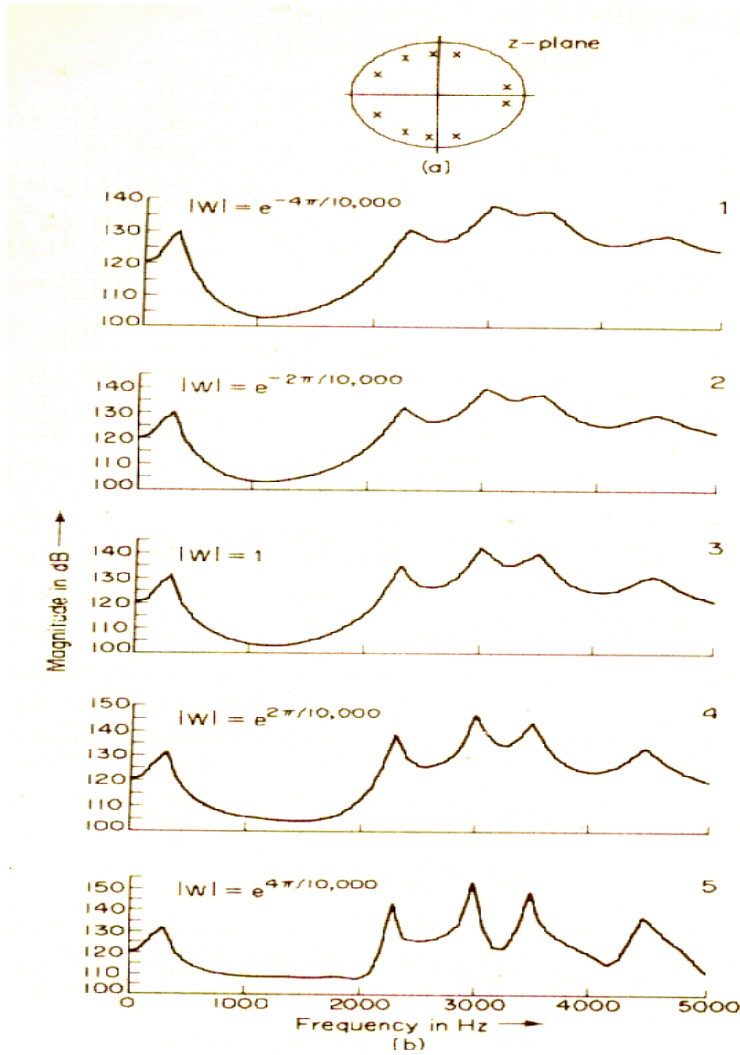 z-plane
(a)
140
130
120
110
100
|W| = e^-4π/10,000
1
140
130
120
110
100
|W| = e^-2π/10,000
2
140
130
120
110
100
|W| = 1
3
150
140
130
120
110
100
|W| = e^2π/10,000
4
150
140
130
120
110
100
|W| = e^4π/10,000
5
Magnitude in dB →
0 1000 2000 3000 4000 5000
Frequency in Hz →
(b)